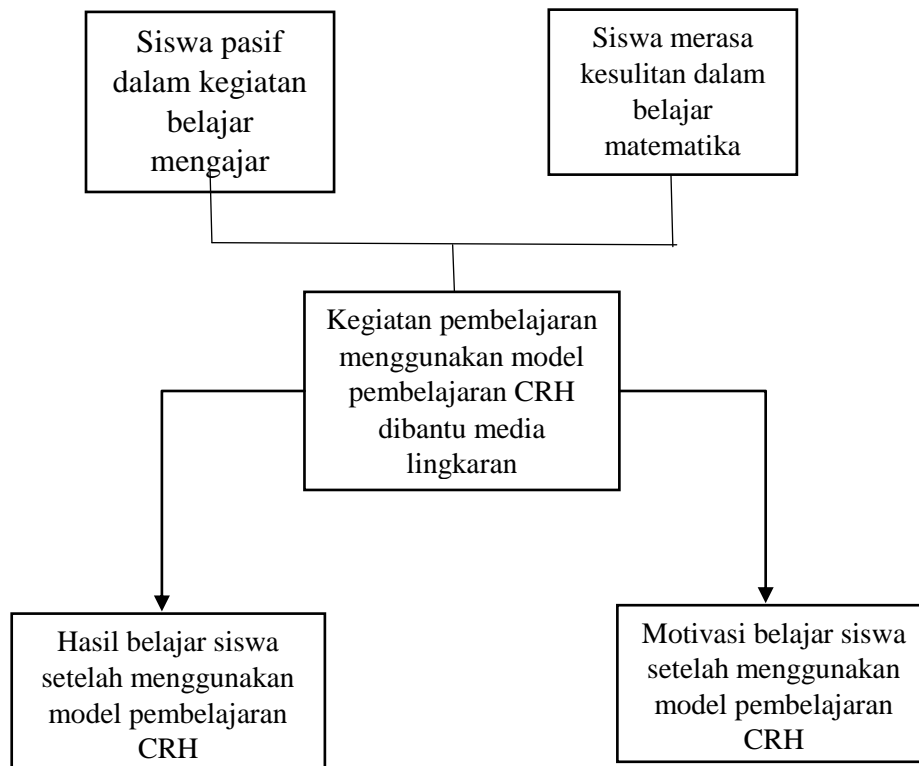 Siswa pasif
dalam kegiatan
belajar
mengajar
Siswa merasa
kesulitan dalam
belajar
matematika
Kegiatan pembelajaran
menggunakan model
pembelajaran CRH
dibantu media
lingkaran
Hasil belajar siswa
setelah menggunakan
model pembelajaran
CRH
Motivasi belajar siswa
setelah menggunakan
model pembelajaran
CRH